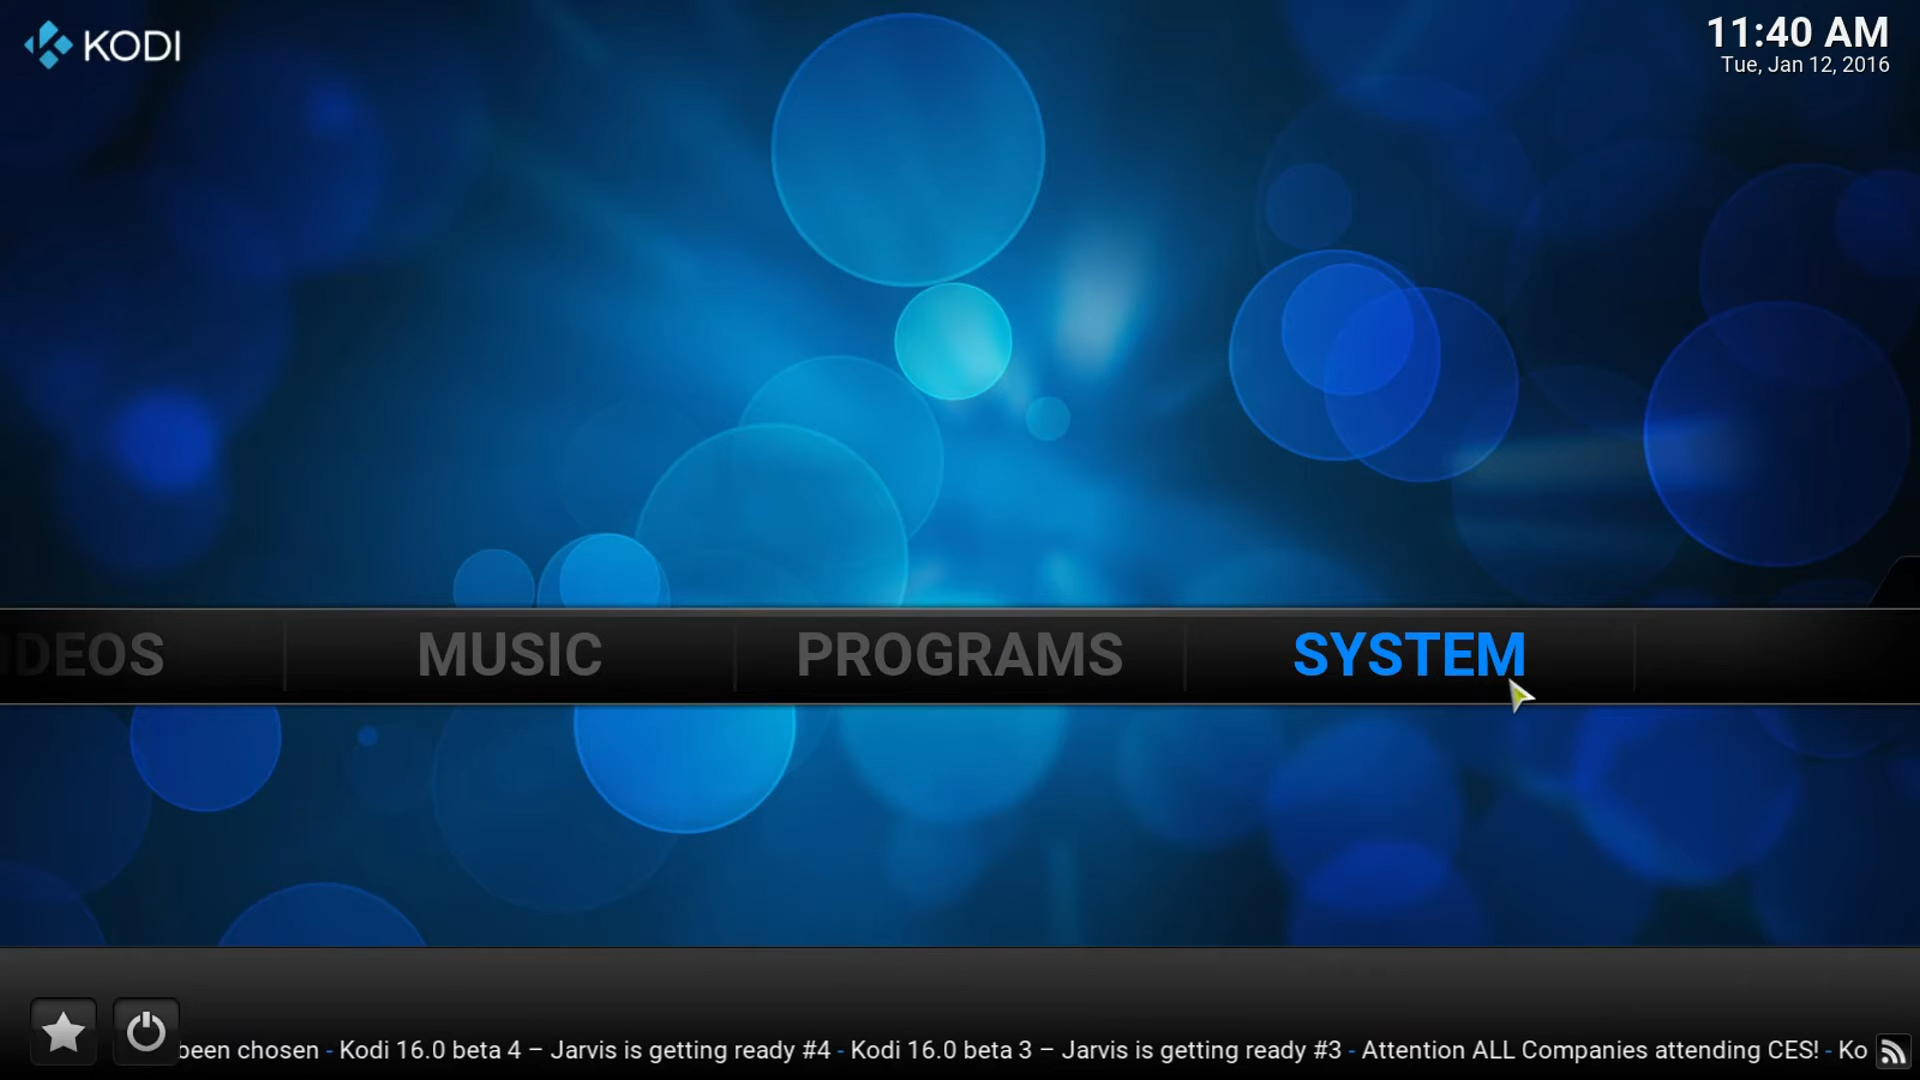 KODI
11:40 AM
Tue, Jan 12, 2016
IDEOS MUSIC PROGRAMS SYSTEM
been chosen - Kodi 16.0 beta 4 – Jarvis is getting ready #4 - Kodi 16.0 beta 3 – Jarvis is getting ready #3 - Attention ALL Companies attending CES! - Ko